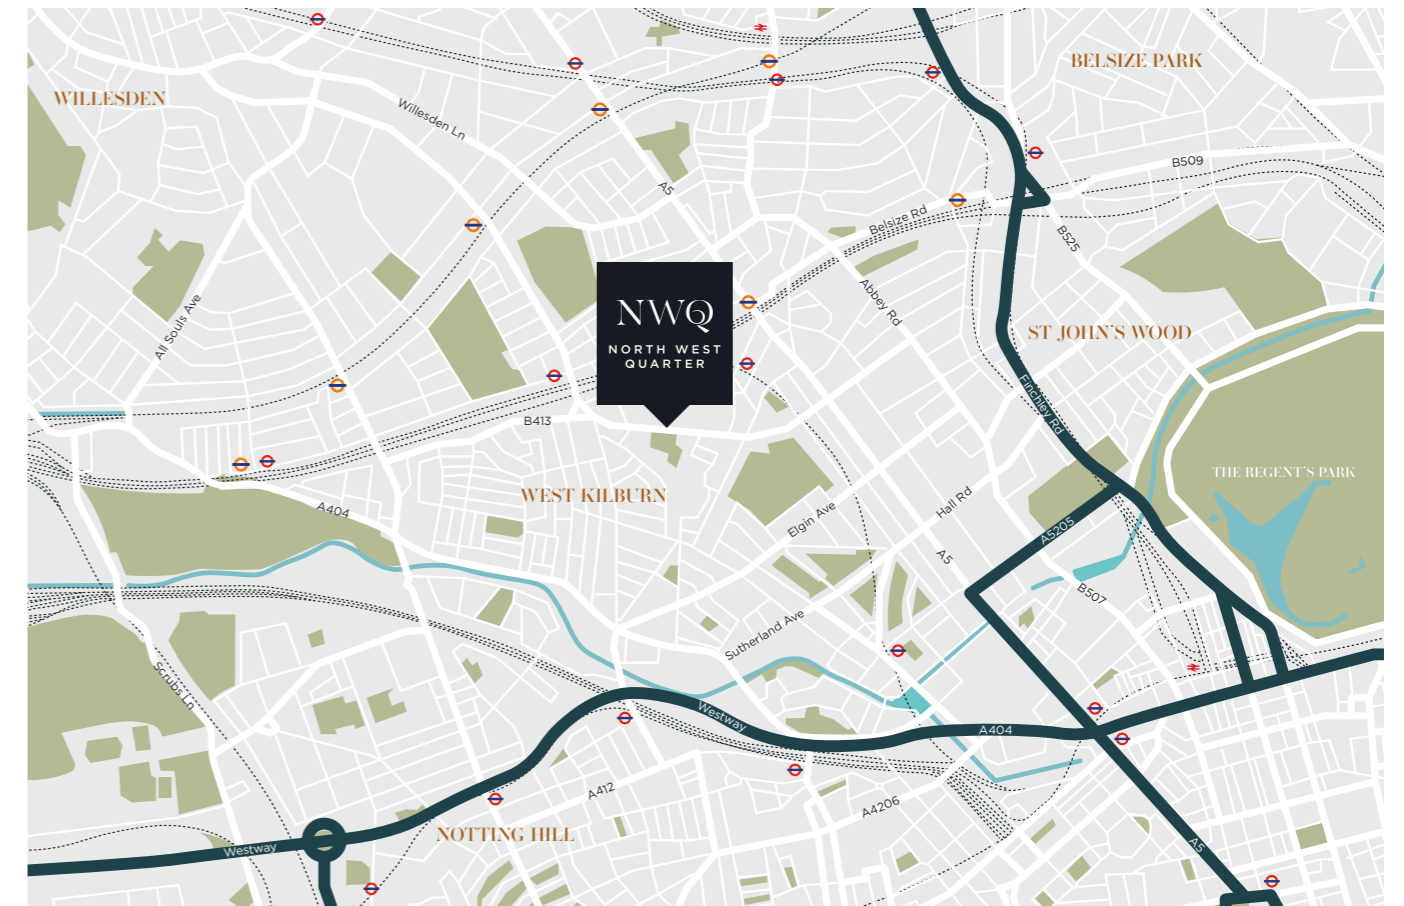 BELSIZE PARK
WILLESDEN
Willesden Ln
B509
A5
Belsize Rd
B525
Abbey Rd
All Souls Ave
NWQ
NORTH WEST
QUARTER
ST JOHN'S WOOD
Finchley Rd
B413
THE REGENT'S PARK
WEST KILBURN
A404
Elgin Ave
Hall Rd
A5205
A5
B507
Sutherland Ave
Scrubs Ln
Westway
A404
A412
A4206
NOTTING HILL
Westway
A5